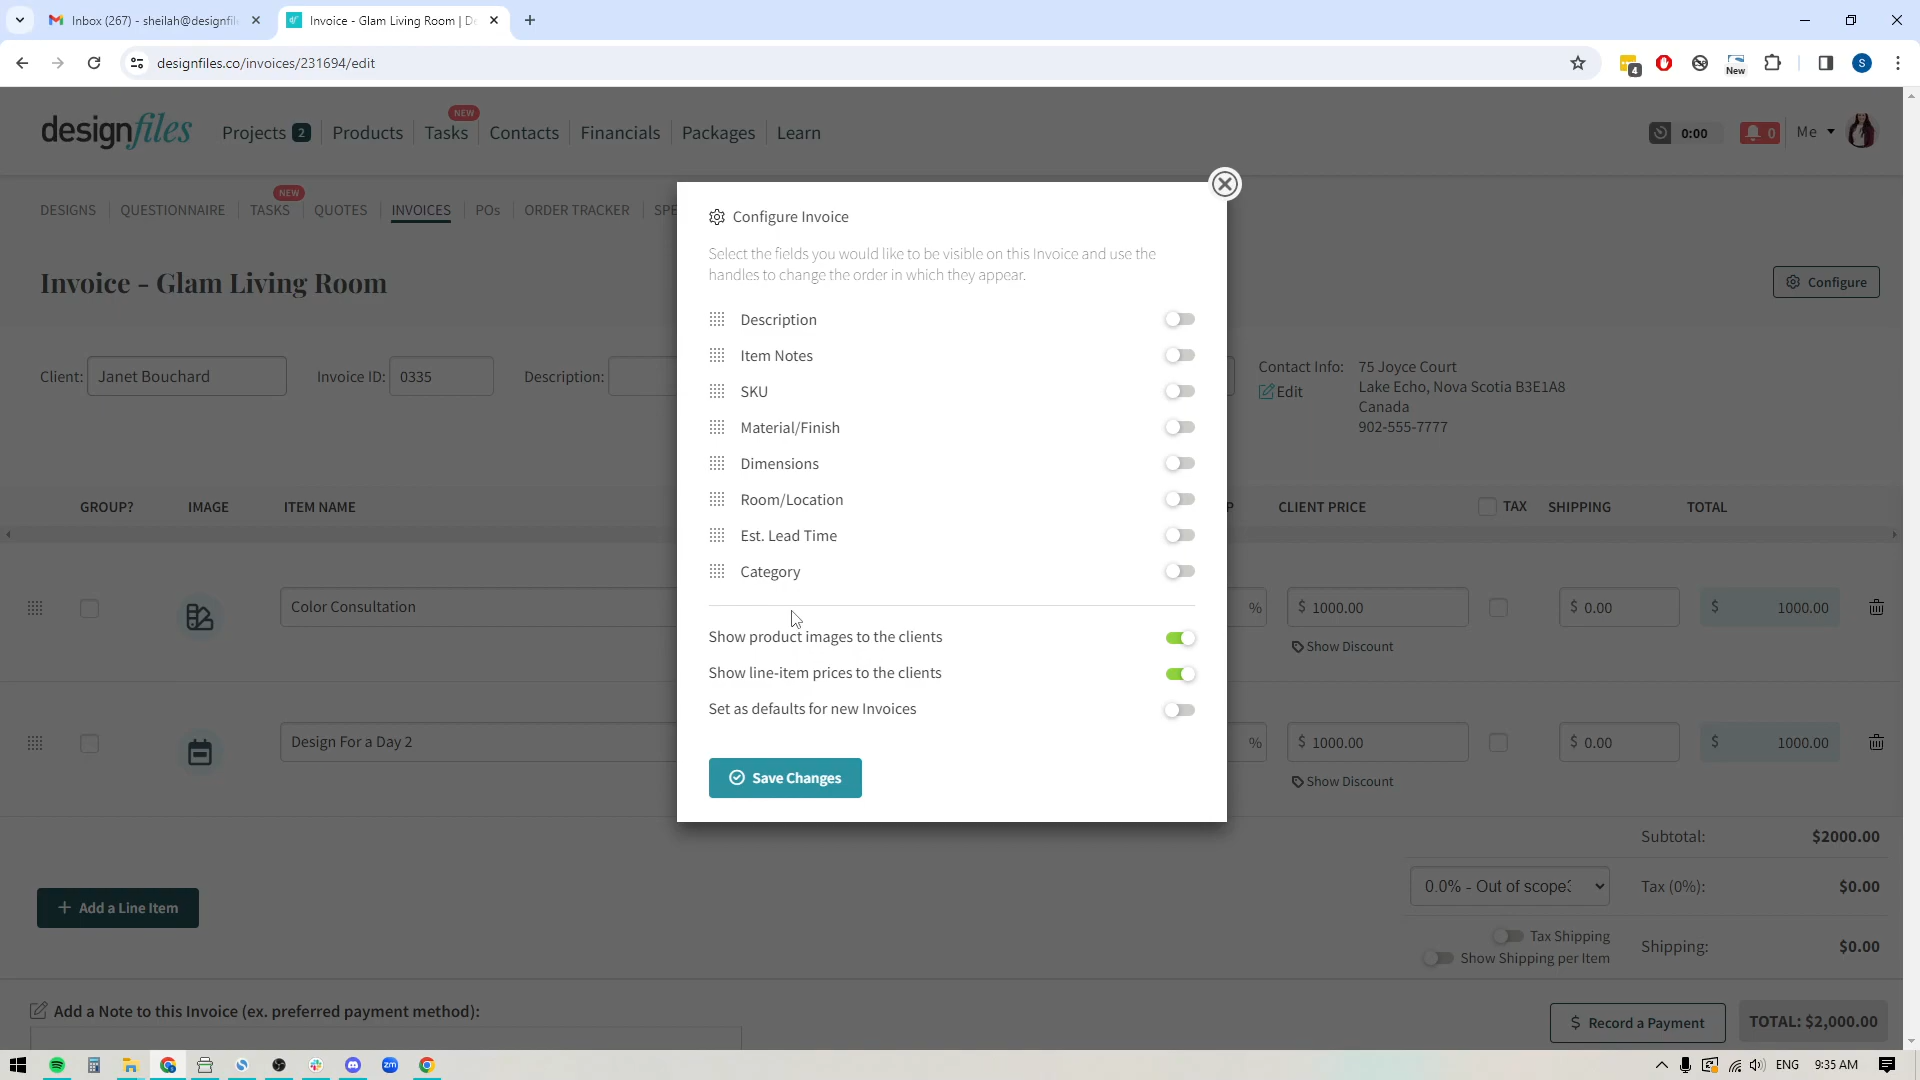 Inbox (267) - sheilah@designfil
Invoice - Glam Living Room | De
designfiles.co/invoices/231694/edit
4
New
S
designfiles
Projects 2
Products
Tasks
NEW
Contacts
Financials
Packages
Learn
0:00
0
Me
DESIGNS
QUESTIONNAIRE
TASKS
NEW
QUOTES
INVOICES
POs
ORDER TRACKER
SPE
Invoice - Glam Living Room
Configure
Client: Janet Bouchard
Invoice ID: 0335
Description:
Contact Info:
Edit
75 Joyce Court
Lake Echo, Nova Scotia B3E1A8
Canada
902-555-7777
Configure Invoice
Select the fields you would like to be visible on this Invoice and use the
handles to change the order in which they appear.
Description
Item Notes
SKU
Material/Finish
Dimensions
Room/Location
Est. Lead Time
Category
Show product images to the clients
Show line-item prices to the clients
Set as defaults for new Invoices
Save Changes
GROUP? IMAGE ITEM NAME P CLIENT PRICE TAX SHIPPING TOTAL
Color Consultation % $ 1000.00 $ 0.00 $ 1000.00
Show Discount
Design For a Day 2 % $ 1000.00 $ 0.00 $ 1000.00
Show Discount
Subtotal: $2000.00
0.0% - Out of scope Tax (0%): $0.00
Add a Line Item
Tax Shipping
Show Shipping per Item
Shipping: $0.00
Add a Note to this Invoice (ex. preferred payment method):
$ Record a Payment
TOTAL: $2,000.00
zm
ENG
9:35 AM